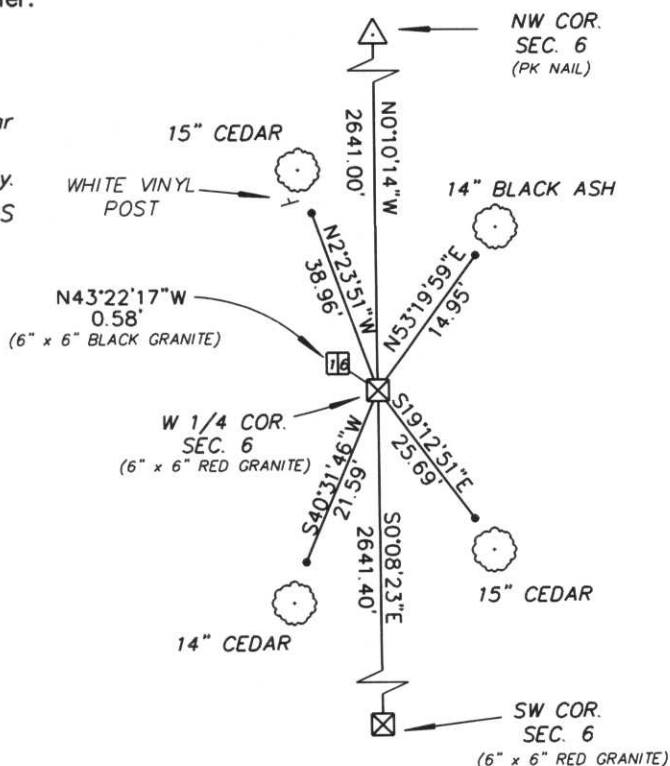 er.
NW COR.
SEC. 6
(PK NAIL)
r
y.
S
15" CEDAR
WHITE VINYL
POST
14" BLACK ASH
N0°10'14"W
2641.00'
N2°23'51"W
38.96'
N53°19'59"E
14.95'
N43°22'17"W
0.58'
(6" x 6" BLACK GRANITE)
1 6
W 1/4 COR.
SEC. 6
(6" x 6" RED GRANITE)
S40°31'46"W
21.59'
S19°12'51"E
25.69'
S0°08'23"E
2641.40'
14" CEDAR
15" CEDAR
SW COR.
SEC. 6
(6" x 6" RED GRANITE)